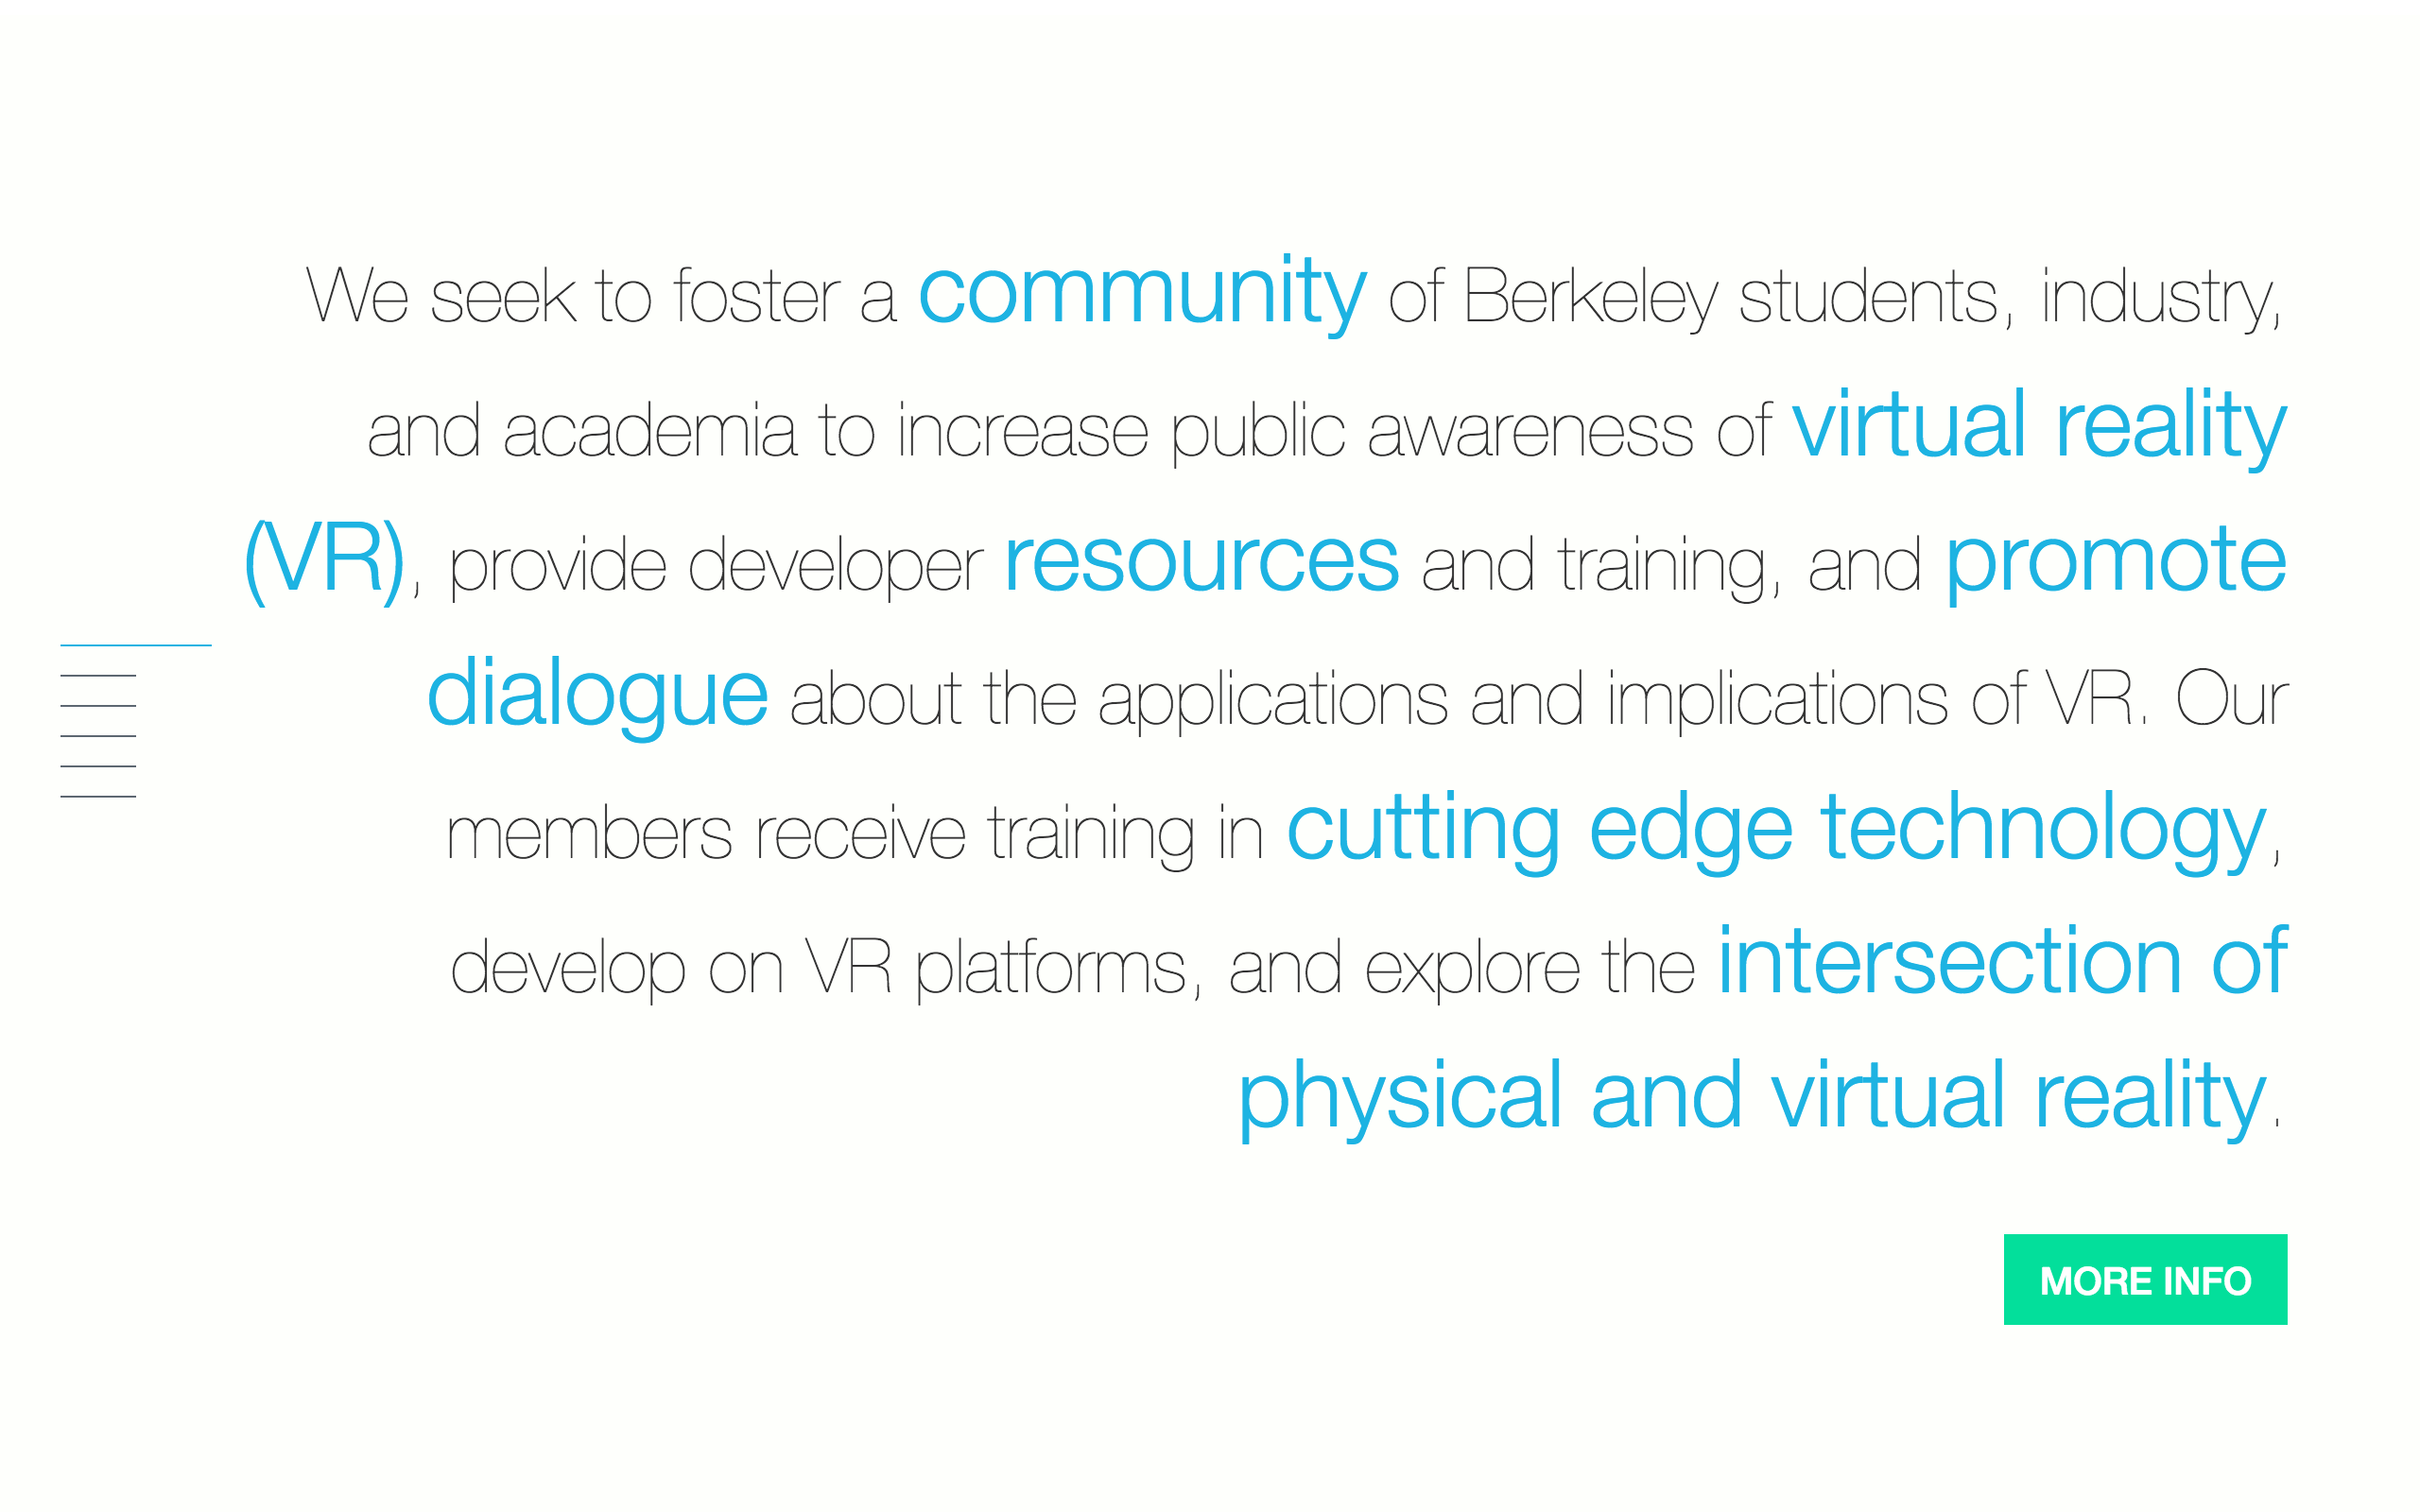 We seek to foster a community of Berkeley students, industry,
and academia to increase public awareness of virtual reality
(VR), provide developer resources and training, and promote
dialogue about the applications and implications of VR. Our
members receive training in cutting edge technology,
develop on VR platforms, and explore the intersection of
physical and virtual reality.
MORE INFO